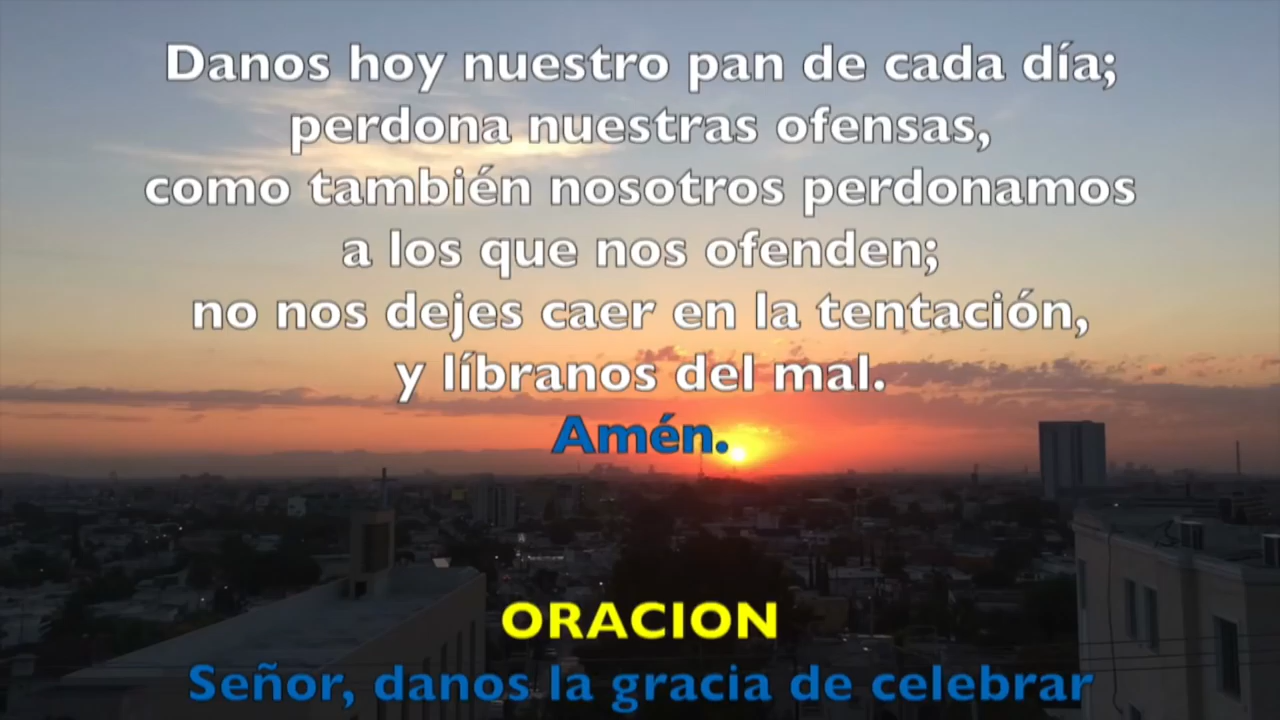 Danos hoy nuestro pan de cada día;
perdona nuestras ofensas,
como también nosotros perdonamos
a los que nos ofenden;
no nos dejes caer en la tentación,
y líbranos del mal.
Amén.
ORACION
Señor, danos la gracia de celebrar